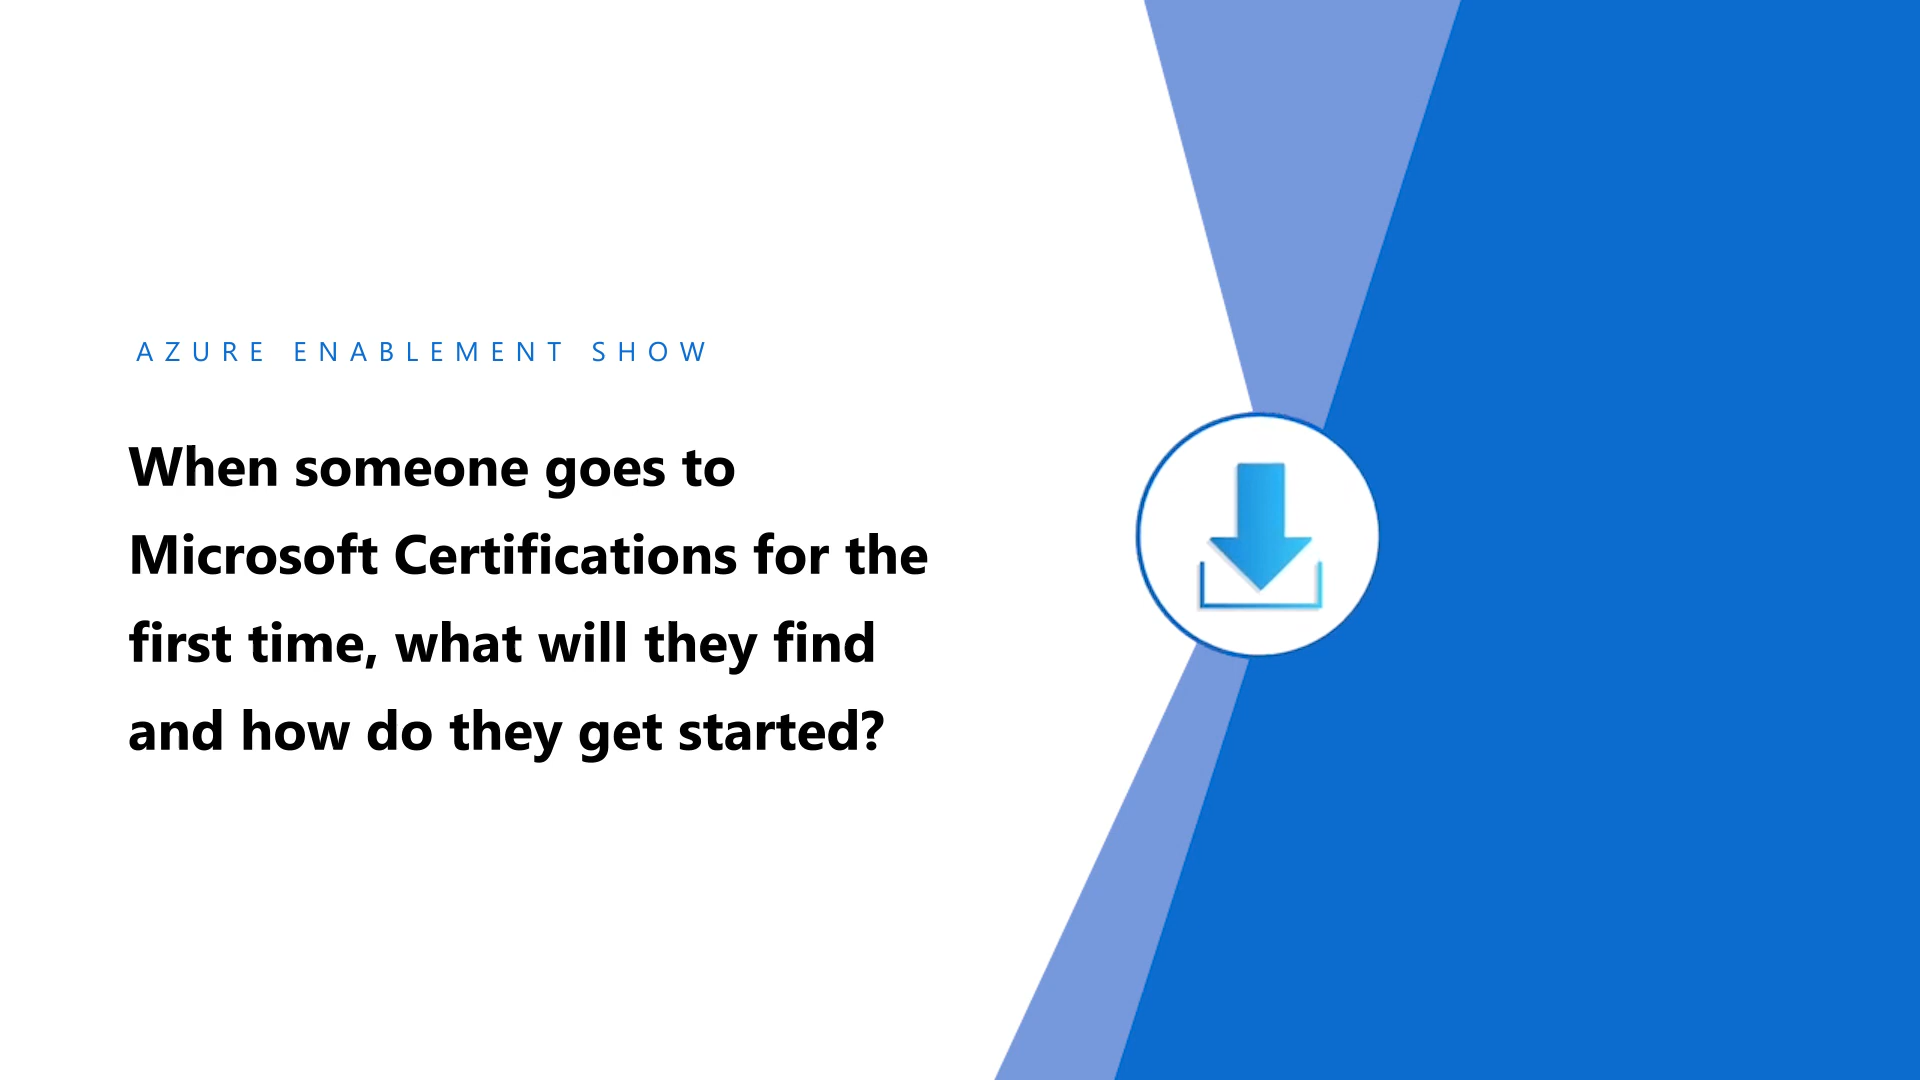 AZURE ENABLEMENT SHOW
When someone goes to
Microsoft Certifications for the
first time, what will they find
and how do they get started?